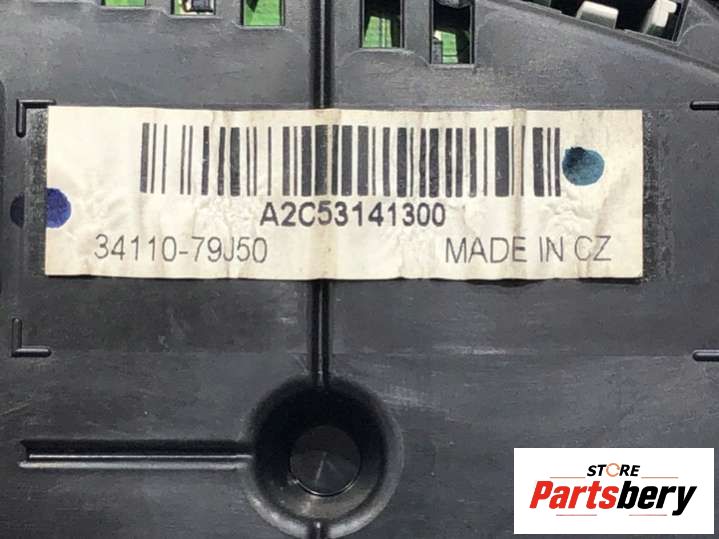 A2C53141300
34110-79J50 MADE IN CZ
STORE
Partsbery